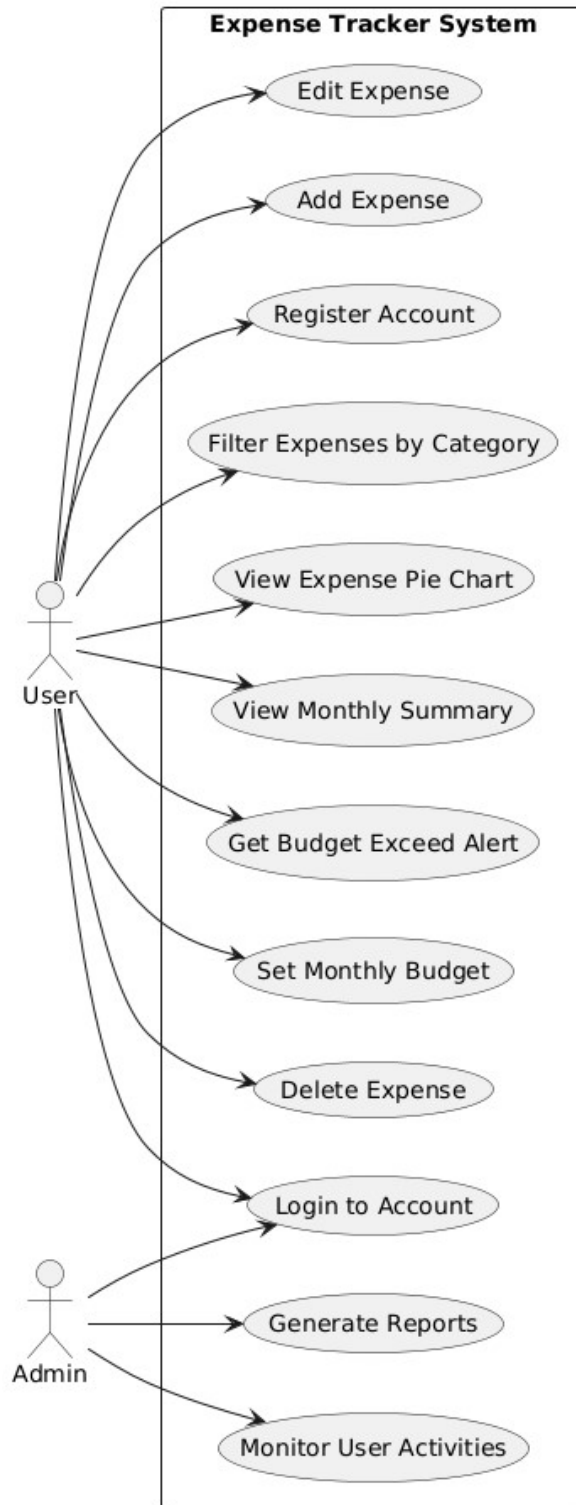 Expense Tracker System
Edit Expense
Add Expense
Register Account
Filter Expenses by Category
View Expense Pie Chart
User
View Monthly Summary
Get Budget Exceed Alert
Set Monthly Budget
Delete Expense
Login to Account
Generate Reports
Admin
Monitor User Activities